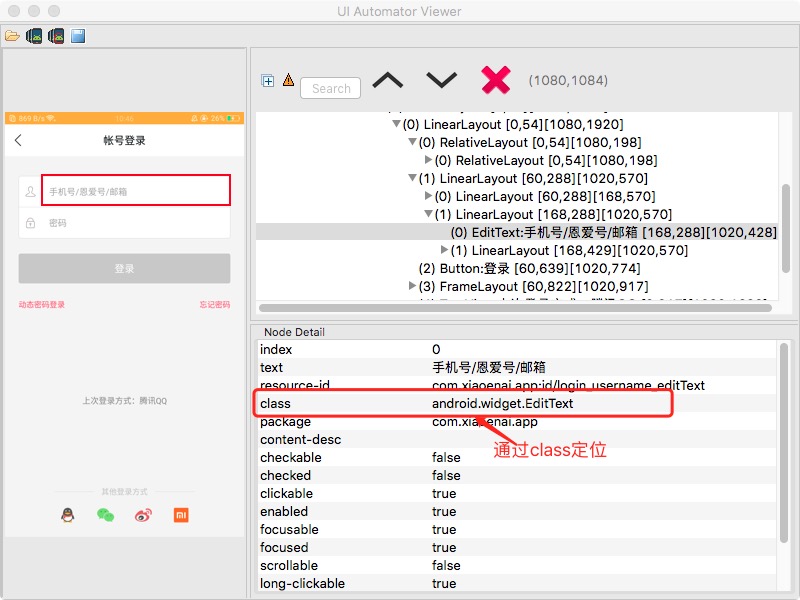 UI Automator Viewer
Search
(1080,1084)
869 B/s
10:46
26%
帐号登录
手机号/恩爱号/邮箱
密码
登录
动态密码登录
忘记密码
上次登录方式：腾讯QQ
其他登录方式
(0) LinearLayout [0,54][1080,1920]
(0) RelativeLayout [0,54][1080,198]
(0) RelativeLayout [0,54][1080,198]
(1) LinearLayout [60,288][1020,570]
(0) LinearLayout [60,288][168,570]
(1) LinearLayout [168,288][1020,570]
(0) EditText:手机号/恩爱号/邮箱 [168,288][1020,428]
(1) LinearLayout [168,429][1020,570]
(2) Button:登录 [60,639][1020,774]
(3) FrameLayout [60,822][1020,917]
Node Detail
index 0
text 手机号/恩爱号/邮箱
resource-id com.xiaoenai.app:id/login_username_editText
class android.widget.EditText
package com.xiaoenai.app
content-desc
通过class定位
checkable false
checked false
clickable true
enabled true
focusable true
focused true
scrollable false
long-clickable true